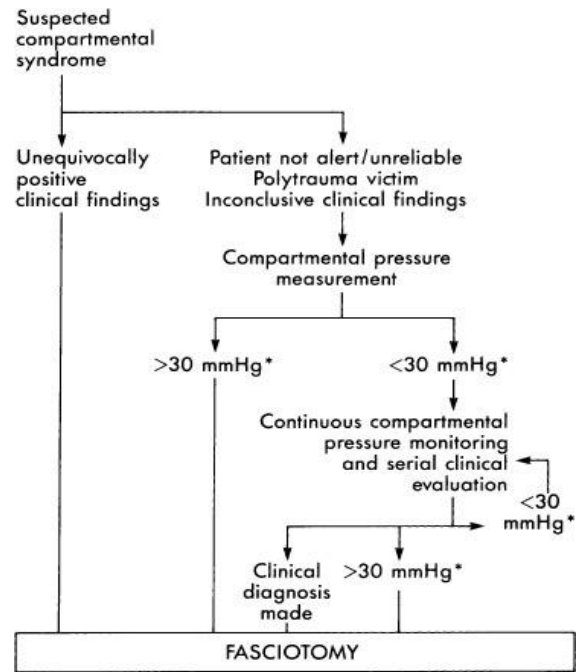 Suspected
compartmental
syndrome
Unequivocally
positive
clinical findings
Patient not alert/unreliable
Polytrauma victim
Inconclusive clinical findings
Compartmental pressure
measurement
>30 mmHg*
<30 mmHg*
Continuous compartmental
pressure monitoring
and serial clinical
evaluation
<30
mmHg*
Clinical
diagnosis
made
>30 mmHg*
FASCIOTOMY